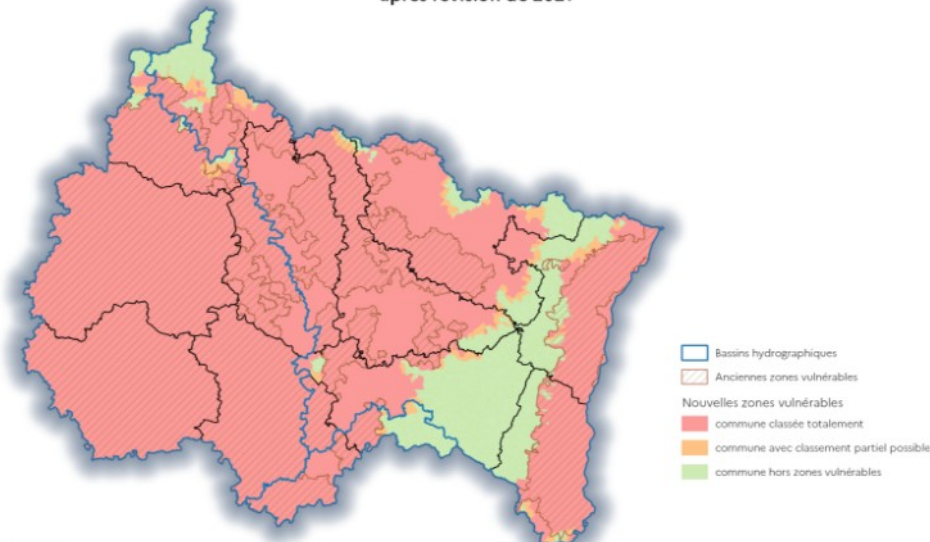 Bassins hydrographiques
Anciennes zones vulnérables
Nouvelles zones vulnérables
commune classée totalement
commune avec classement partiel possible
commune hors zones vulnérables